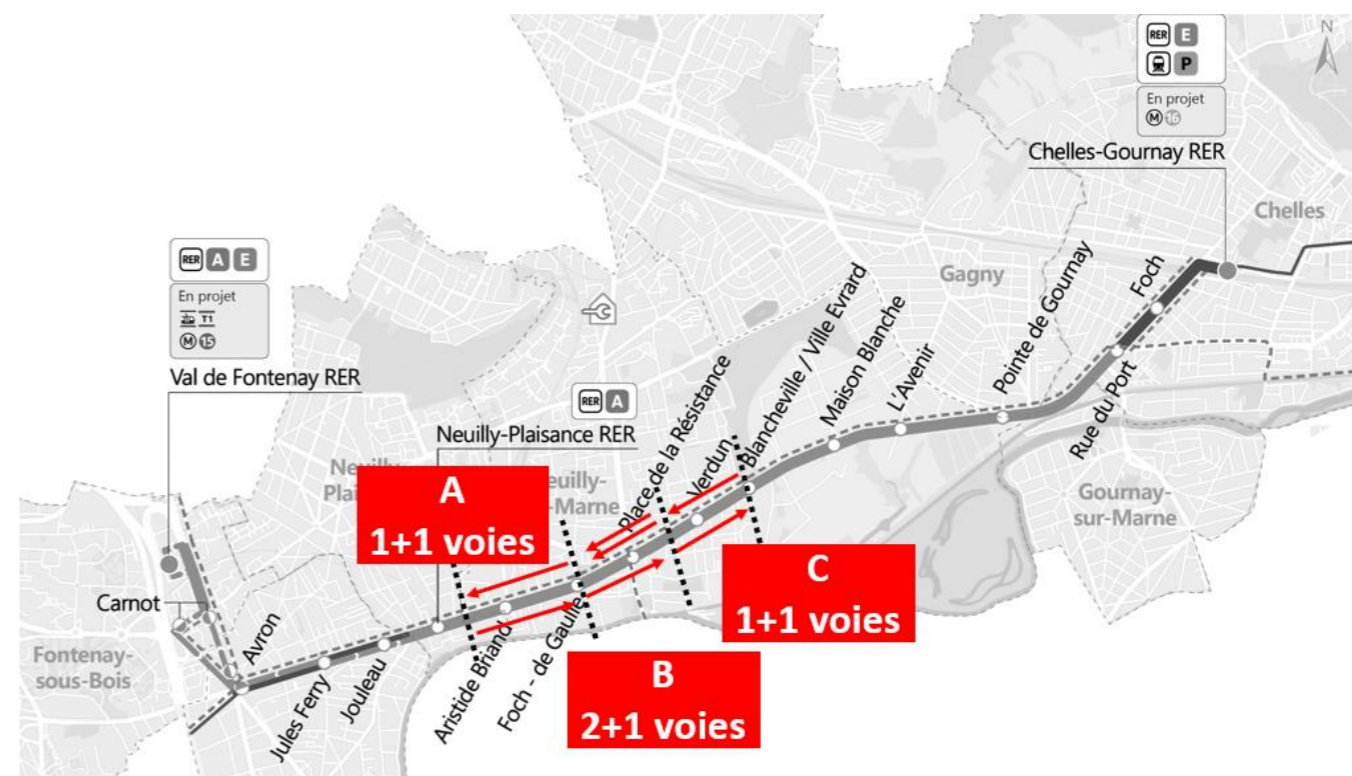 N
RER E
P
En projet
M 16
Chelles-Gournay RER
Chelles
RER A E
En projet
T1
M 15
Val de Fontenay RER
Gagny
Foch
Pointe de Gournay
Rue du Port
L'Avenir
Maison Blanche
Blancheville / Ville Evrard
Verdun
Place de la Résistance
RER A
Neuilly-Plaisance RER
Neuilly
Plai
euilly-
Marne
A
1+1 voies
Gournay-
sur-Marne
C
1+1 voies
B
2+1 voies
Carnot
Avron
Fontenay-
sous-Bois
Jules Ferry
Jouleau
Aristide Briand
Foch - de Gaulle